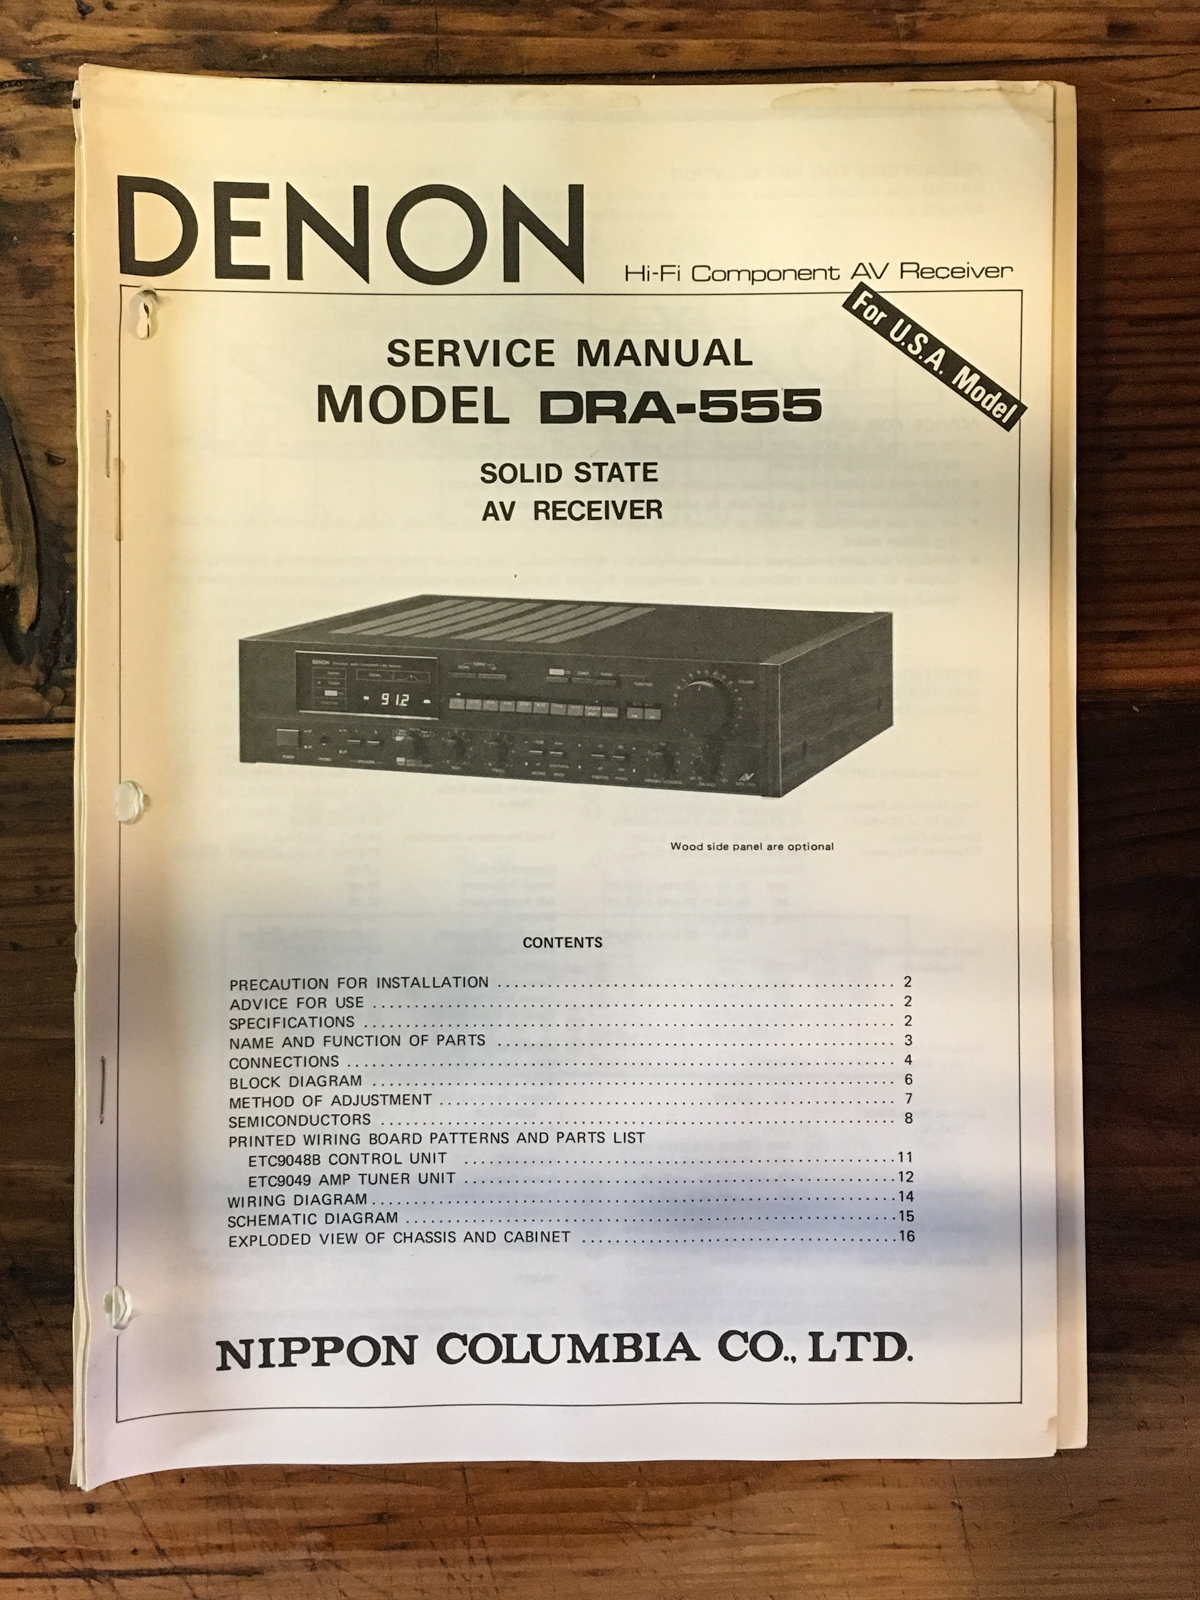 DENON
Hi-Fi Component AV Receiver
For U.S.A. Model
SERVICE MANUAL
MODEL DRA-555
SOLID STATE
AV RECEIVER
DENON
91.2
Wood side panel are optional
CONTENTS
PRECAUTION FOR INSTALLATION ........ 2
ADVICE FOR USE ........ 2
SPECIFICATIONS ........ 2
NAME AND FUNCTION OF PARTS ........ 3
CONNECTIONS ........ 4
BLOCK DIAGRAM ........ 6
METHOD OF ADJUSTMENT ........ 7
SEMICONDUCTORS ........ 8
PRINTED WIRING BOARD PATTERNS AND PARTS LIST
ETC9048B CONTROL UNIT ........ 11
ETC9049 AMP TUNER UNIT ........ 12
WIRING DIAGRAM ........ 14
SCHEMATIC DIAGRAM ........ 15
EXPLODED VIEW OF CHASSIS AND CABINET ........ 16
NIPPON COLUMBIA CO., LTD.